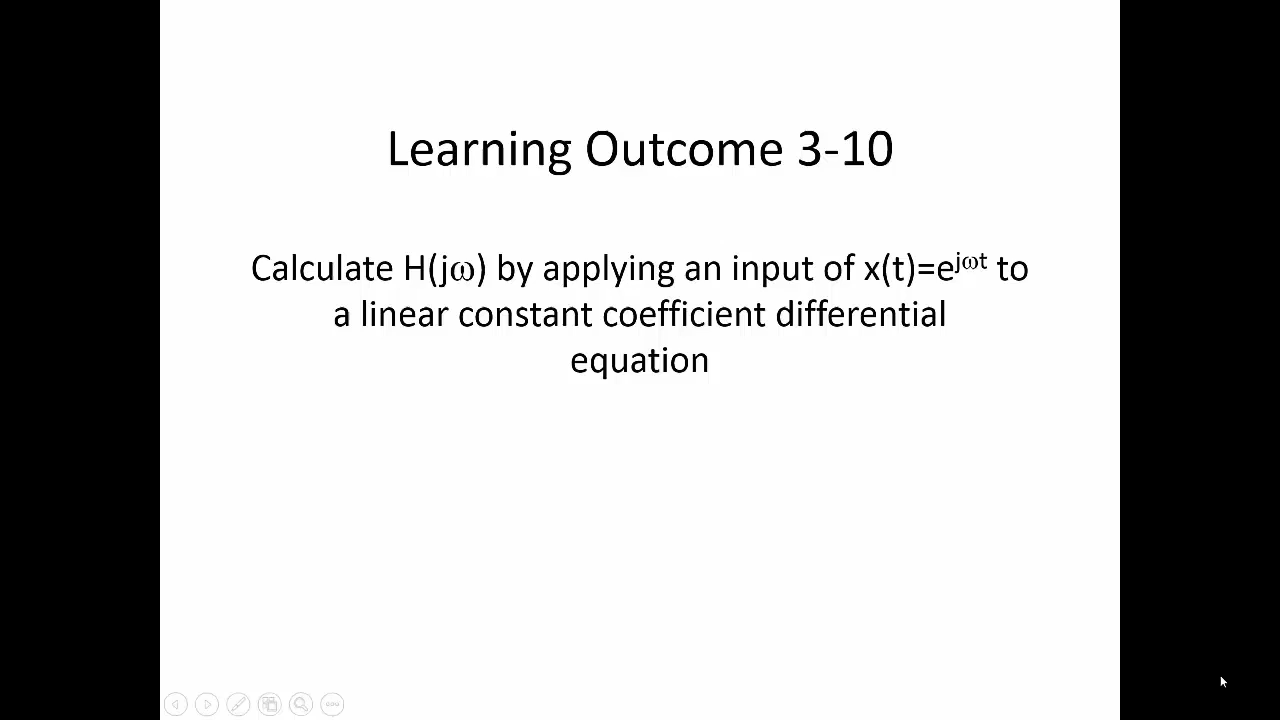 Learning Outcome 3-10
Calculate H(jω) by applying an input of x(t)=e^jωt to
a linear constant coefficient differential
equation